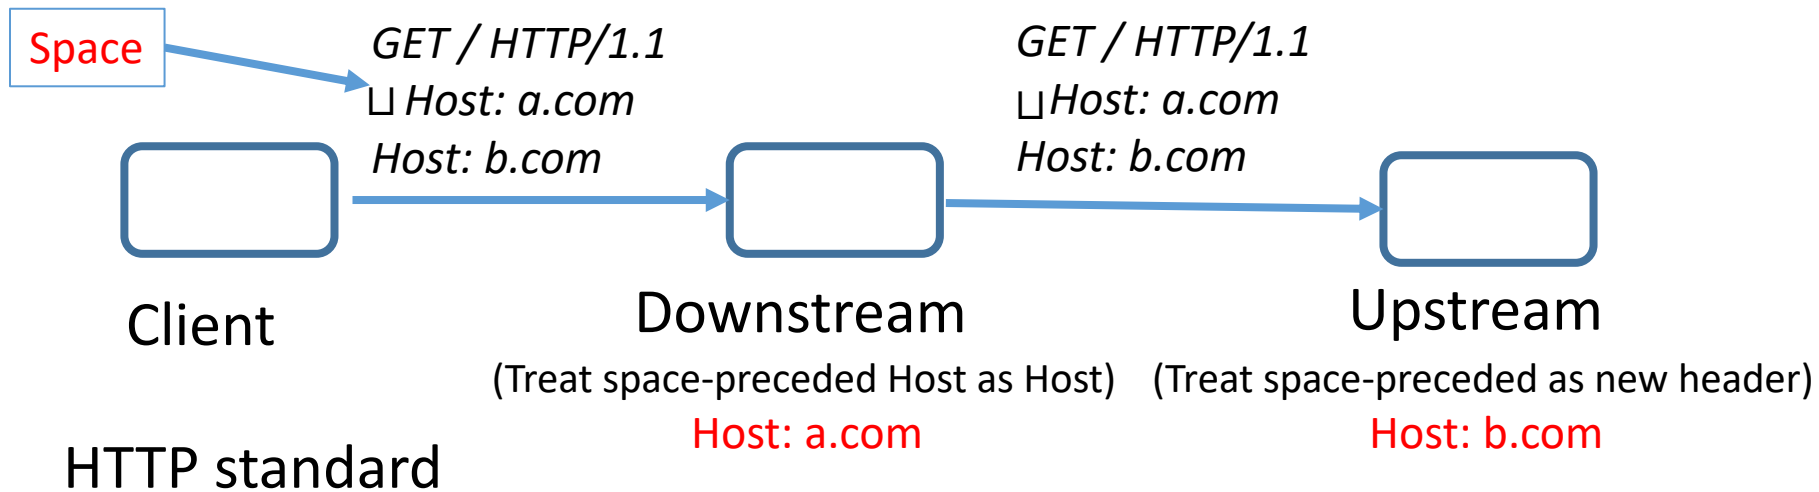 Space
GET / HTTP/1.1
␣ Host: a.com
Host: b.com
GET / HTTP/1.1
␣Host: a.com
Host: b.com
Client
Downstream
(Treat space-preceded Host as Host)
Host: a.com
Upstream
(Treat space-preceded as new header)
Host: b.com
HTTP standard